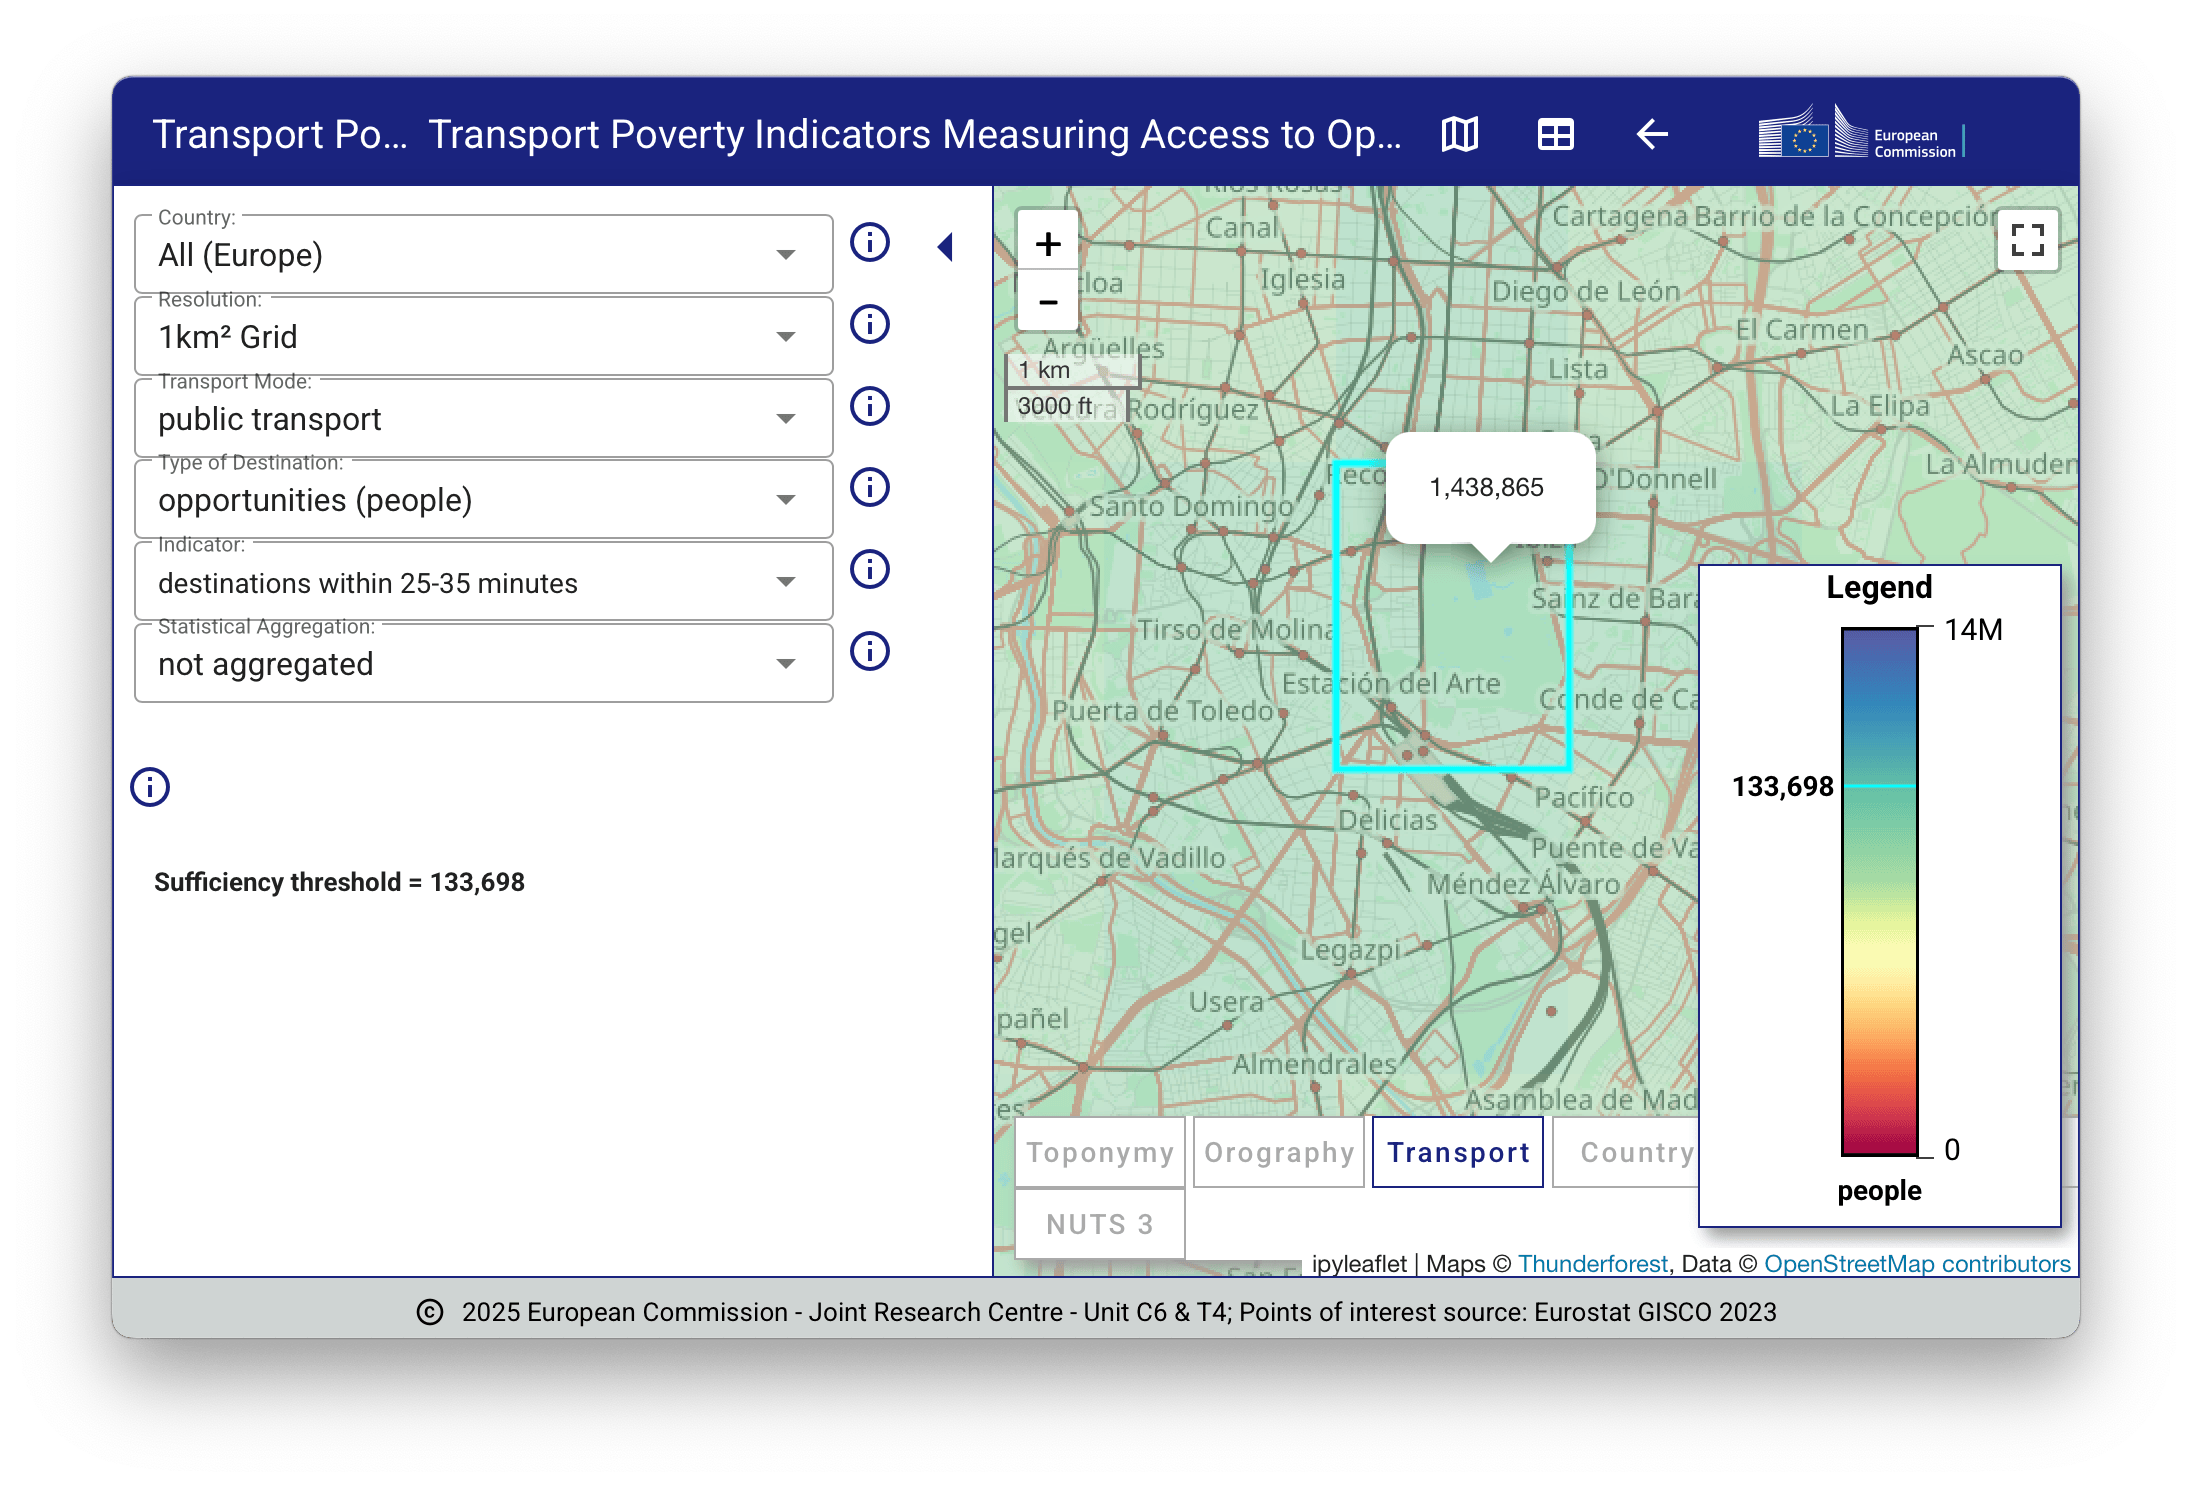 Transport Po... Transport Poverty Indicators Measuring Access to Op...
European
Commission
Country:
All (Europe)
Resolution:
1km² Grid
Transport Mode:
public transport
Type of Destination:
opportunities (people)
Indicator:
destinations within 25-35 minutes
Statistical Aggregation:
not aggregated
Sufficiency threshold = 133,698
+
-
1 km
3000 ft
Canal
Cartagena
Barrio de la Concepción
Iglesia
Diego de León
El Carmen
Argüelles
Lista
Ascao
Rodríguez
La Elipa
O'Donnell
La Almuden
1,438,865
Santo Domingo
Sainz de Bara
Tirso de Molina
Estación del Arte
Conde de Ca
Puerta de Toledo
Pacífico
Delicias
Marqués de Vadillo
Puente de Va
Méndez Álvaro
gel
Legazpi
Usera
pañel
Almendrales
Asamblea de Mad
es
Legend
14M
133,698
0
people
Toponymy
Orography
Transport
Country
NUTS 3
ipyleaflet | Maps © Thunderforest, Data © OpenStreetMap contributors
© 2025 European Commission - Joint Research Centre - Unit C6 & T4; Points of interest source: Eurostat GISCO 2023